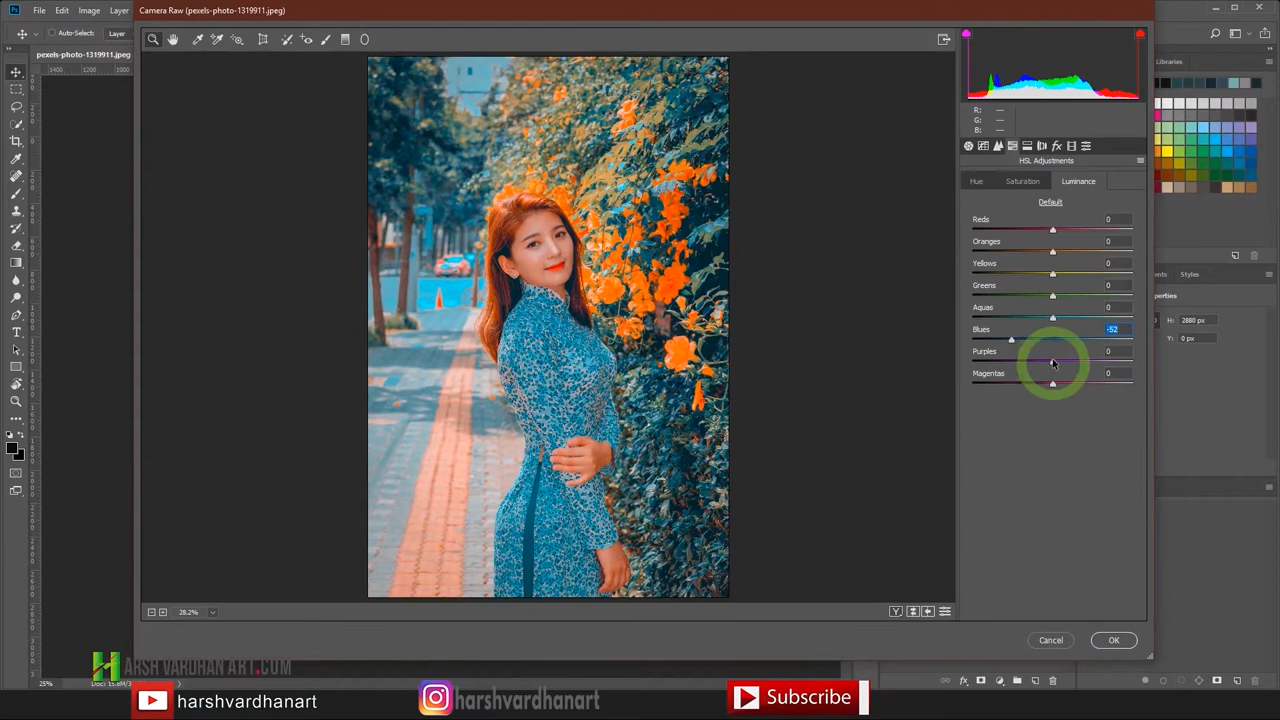 Ps File Edit Image Layer
Camera Raw (pexels-photo-1319911.jpeg)
Auto-Select: Layer
pexels-photo-1319911.jpeg
Libraries
1400 1200 1000
R: —
G: —
B: —
HSL Adjustments
Hue Saturation Luminance
Default
Reds 0
Oranges 0
Yellows 0
Greens 0
Aquas 0
Blues -52
Purples 0
Magentas 0
Styles
H: 2880 px
Y: 0 px
28.2%
Cancel OK
HARSH VARDHAN ART.COM
25%
harshvardhanart
harshvardhanart
Subscribe